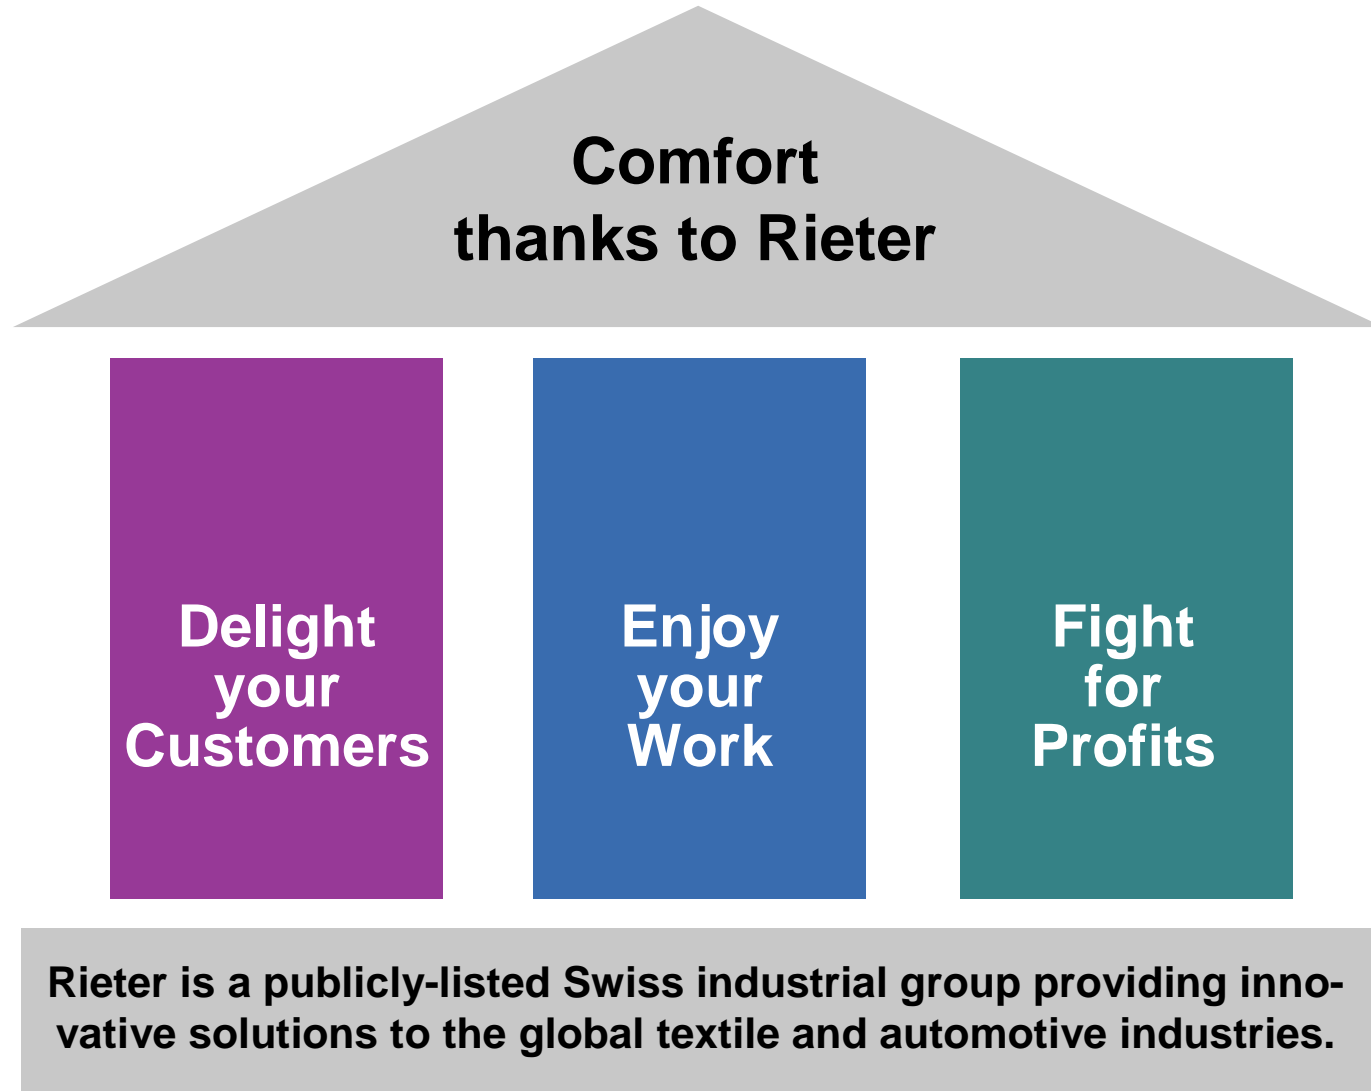 Comfort
thanks to Rieter
Delight
your
Customers
Enjoy
your
Work
Fight
for
Profits
Rieter is a publicly-listed Swiss industrial group providing inno-
vative solutions to the global textile and automotive industries.